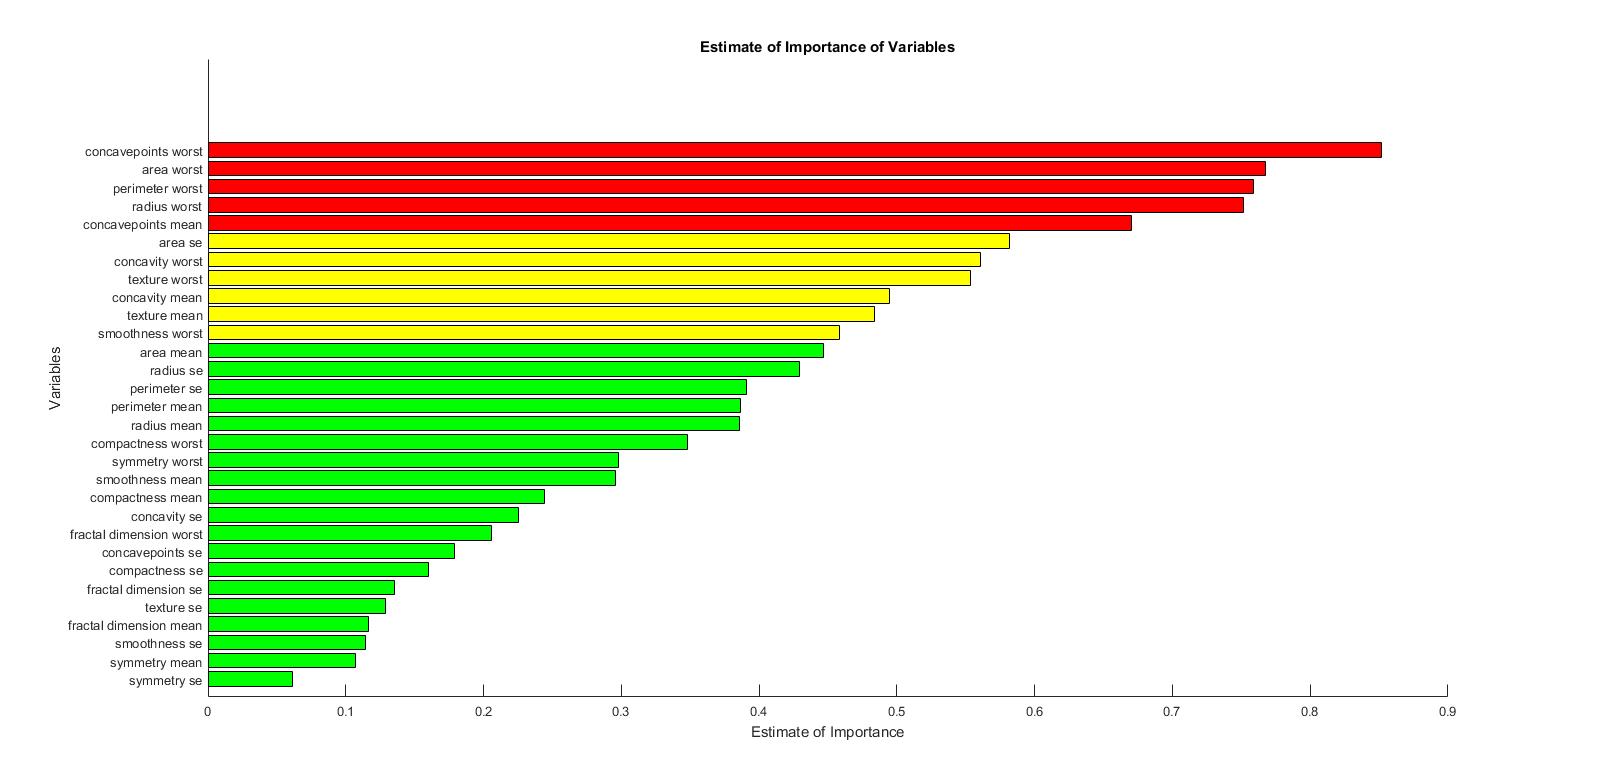 Estimate of Importance of Variables
concavepoints worst
area worst
perimeter worst
radius worst
concavepoints mean
area se
concavity worst
texture worst
concavity mean
texture mean
smoothness worst
area mean
radius se
perimeter se
perimeter mean
radius mean
compactness worst
symmetry worst
smoothness mean
compactness mean
concavity se
fractal dimension worst
concavepoints se
compactness se
fractal dimension se
texture se
fractal dimension mean
smoothness se
symmetry mean
symmetry se
Variables
0 0.1 0.2 0.3 0.4 0.5 0.6 0.7 0.8 0.9
Estimate of Importance